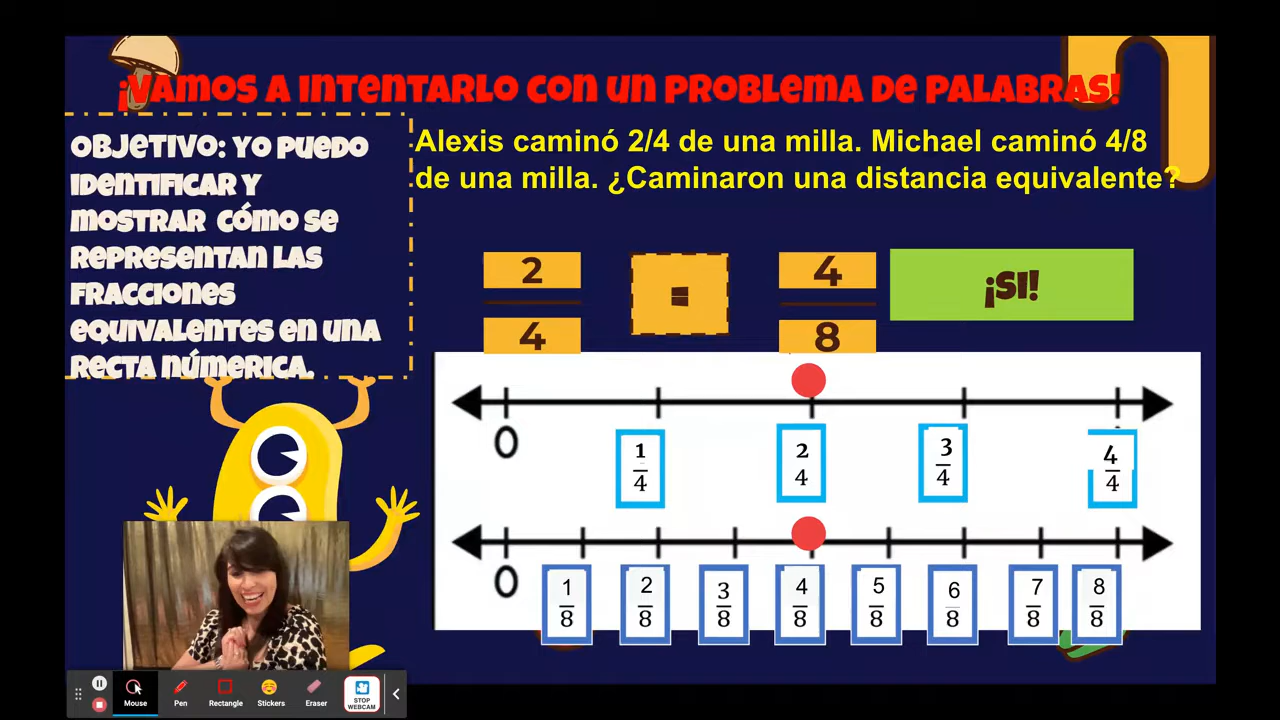 ¡Vamos a intentarlo con un problema de palabras!
Objetivo: Yo puedo
identificar y
mostrar cómo se
representan las
fracciones
equivalentes en una
recta númerica.
Alexis caminó 2/4 de una milla. Michael caminó 4/8
de una milla. ¿Caminaron una distancia equivalente?
2
4
=
4
8
¡SI!
0
1/4
2/4
3/4
4/4
0
1/8
2/8
3/8
4/8
5/8
6/8
7/8
8/8
Mouse
Pen
Rectangle
Stickers
Eraser
STOP
WEBCAM